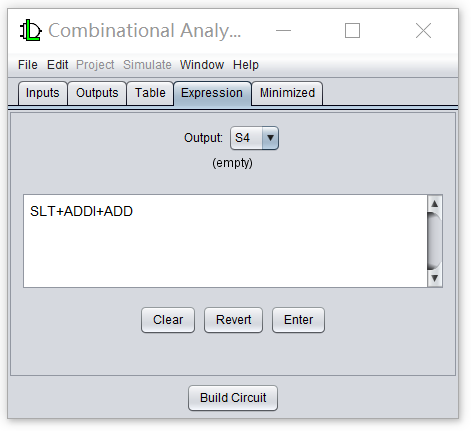 Combinational Analy...
File Edit Project Simulate Window Help
Inputs Outputs Table Expression Minimized
Output: S4
(empty)
SLT+ADDI+ADD
Clear Revert Enter
Build Circuit